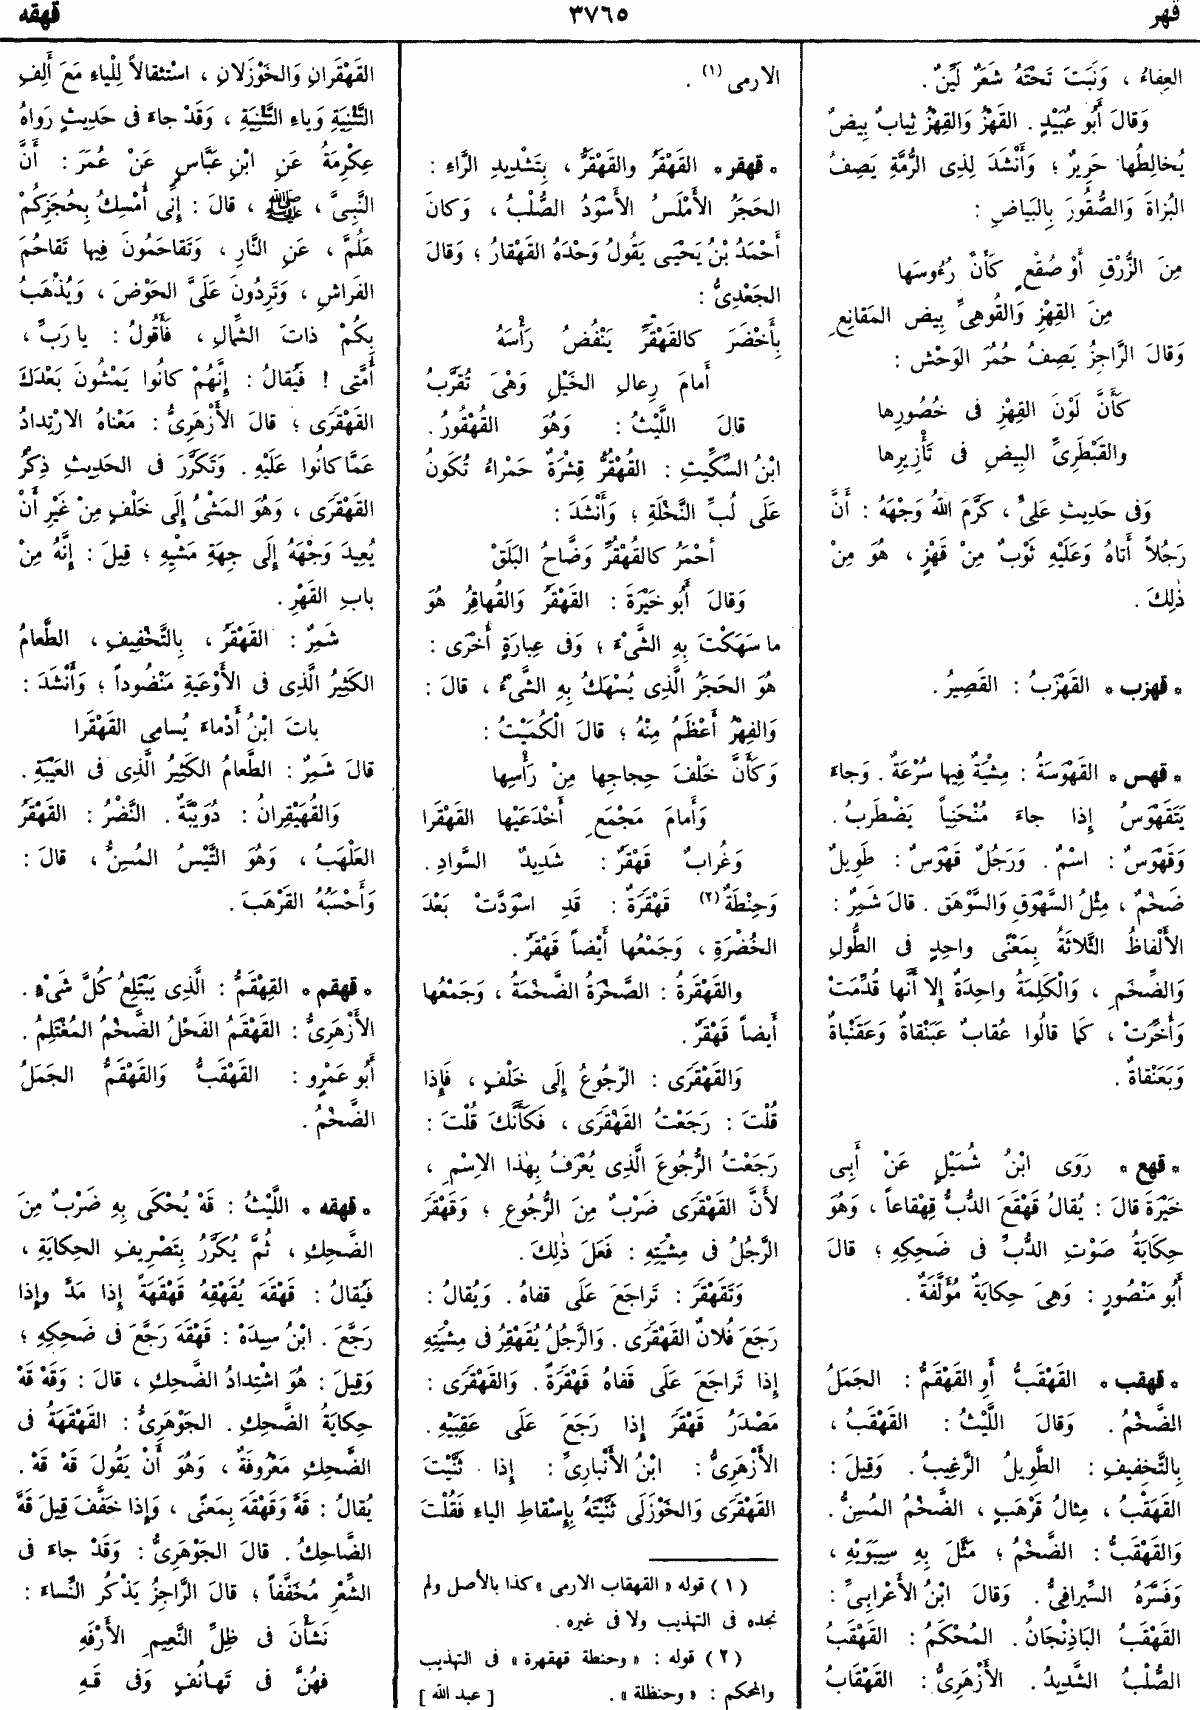 قهر
٣٧٦٥
قهقه
العِفاءُ ، وَنَبَتَ تَحْتَهُ شَعَرٌ لَيِّنٌ .
وَقالَ أَبُو عُبَيْدٍ . القَهْزُ وَالقِهْزُ ثِيابٌ بِيضٌ
يُخالِطُها حَرِيرٌ ؛ وَأَنْشَدَ لِذِى الرُّمَّةِ يَصِفُ
البُزاةَ وَالصُّقُورَ بِالبَياضِ :
مِنَ الزُّرْقِ أَوْ صُقْعٍ كَأَنَّ رُءُوسَها
مِنَ القِهْزِ وَالقُوهِىِّ بِيضُ المَقانِعِ
وَقالَ الرَّاجِزُ يَصِفُ حُمُرَ الوَحْشِ :
كَأَنَّ لَوْنَ القِهْزِ فى خُصُورِها
والقَبْطَرِىِّ البِيضِ فى تَأْزِيرِها
وَفى حَدِيثِ عَلِىٍّ ، كَرَّمَ اللهُ وَجْهَهُ : أَنَّ
رَجُلاً أَتاهُ وَعَلَيْهِ ثَوْبٌ مِنْ قَهْزٍ ، هُوَ مِنْ
ذٰلِكَ .
* قهزب * القَهْزَبُ : القَصِيرُ .
* قهس * القَهْوَسَةُ : مِشْيَةٌ فِيها سُرْعَةٌ . وَجاءَ
يَتَقَهْوَسُ إِذا جاءَ مُنْحَنِياً يَضْطَرِبُ .
وَقَهْوَسٌ : اسْمٌ . وَرَجُلٌ قَهْوَسٌ : طَوِيلٌ
ضَخْمٌ ، مِثْلُ السَّهْوَقِ وَالسَّوْهَقِ . قالَ شَمِرٌ :
الأَلْفاظُ الثَّلاثَةُ بِمَعْنًى واحِدٍ فى الطُّولِ
وَالضِّخَمِ ، وَالْكَلِمَةُ واحِدَةٌ إِلا أَنَّها قُدِّمَتْ
وَأُخِّرَتْ ، كَما قالُوا عُقابٌ عَبَنْقاةٌ وَعَقَنْباةٌ
وَبَعَنْقاةٌ .
* قهع * رَوَى ابْنُ شُمَيْلٍ عَنْ أَبِى
خَيْرَةَ قالَ : يُقالُ قَهْقَعَ الدُّبُّ قِهْقاعاً ، وَهُوَ
حِكايَةُ صَوْتِ الدُّبِّ فى ضَحِكِهِ ؛ قالَ
أَبُو مَنْصُورٍ : وَهِىَ حِكايَةٌ مُؤَلَّفَةٌ .
* قهقب * القَهْقَبُّ أَوِ القَهْقَمُّ : الجَمَلُ
الضَّخْمُ . وَقالَ اللَّيْثُ : القَهْقَبُ ،
بِالتَّخِفيفِ : الطَّوِيلُ الرَّغِيبُ . وَقِيلَ :
القَهْقَبُ ، مِثالُ قَرْهَبٍ ، الضَّخْمُ المُسِنُّ .
وَالقَهْقَبُّ : الضَّخْمُ ؛ مَثَّلَ بِهِ سِيبَوَيْهِ ،
وَفَسَّرَهُ السِّيرافِىُّ . وَقالَ ابْنُ الأَعْرابِىِّ :
القَهْقَبُ الباذِنْجانُ . المُحْكَمُ : القَهْقَبُ
الصُّلْبُ الشَّدِيدُ . الأَزْهَرِىُّ : القَهْقَابُ
الارمى (١) .
* قهقر * القَهْقَرُ والقَهْقَرُّ ، بِتَشْدِيدِ الرَّاءِ :
الحَجَرُ الأَمْلَسُ الأَسْوَدُ الصُّلْبُ ، وَكانَ
أَحْمَدُ بْنُ يَحْيَى يَقُولُ وَحْدَهُ القَهْقارُ ؛ وَقالَ
الجَعْدِىُّ :
بِأَخْضَرَ كالقَهْقَرِّ يَنْفُضُ رَأْسَهُ
أَمامَ رِعالِ الخَيْلِ وَهْىَ تُقَرَّبُ
قالَ اللَّيْثُ : وَهُوَ القُهْقُورُ .
ابْنُ السِّكِّيتِ : القُهْقُرُّ قِشْرَةٌ حَمْراءُ تُكَونُ
عَلَى لُبِّ النَّخْلَةِ ؛ وَأَنْشَدَ :
أحْمَرُ كالقُهْقُرِّ وَضَّاحُ البَلَقْ
وَقالَ أَبُو خَيْرَةَ : القَهْقَرُ وَالقُهاقِرُ هُوَ
ما سَهَكْتَ بِهِ الشَّىْءَ ؛ وَفى عِبارَةٍ أُخْرَى :
هُوَ الحَجَرُ الَّذِى يُسْهَكُ بِهِ الشَّىْءُ ، قالَ :
وَالفِهْرُ أَعْظَمُ مِنْهُ ؛ قالَ الْكُمَيْتُ :
وَكَأَنَّ خَلْفَ حِجاجِها مِنْ رَأْسِها
وَأَمامَ مَجْمَعِ أَخْدَعَيْها القَهْقَرا
وَغُرابٌ قَهْقَرٌ : شَدِيدُ السَّوادِ .
وَحِنْطَةٌ (٢) قَهْقَرَةٌ : قَدِ اسْوَدَّتْ بَعْدَ
الخُضْرَةِ ، وَجَمْعُها أَيْضاً قَهْقَرٌ .
والقَهْقَرةُ : الصَّخْرَةُ الضَّخْمَةُ ، وَجَمْعُها
أَيضاً قَهْقَرٌ .
وَالقَهْقَرَى : الرُّجُوعُ إِلَى خَلْفٍ ، فَإِذا
قُلْتَ : رَجَعْتُ القَهْقَرَى ، فَكَأَنَّكَ قُلْتَ :
رَجَعْتُ الرُّجُوعَ الَّذِى يُعْرَفُ بِهٰذا الاِسْمِ ،
لأَنَّ القَهْقَرَى ضَرْبٌ مِنَ الرُّجُوعِ ؛ وَقَهْقَرَ
الرَّجُلُ فى مِشْيَتِهِ : فَعَلَ ذٰلِكَ .
وَتَقَهْقَرَ : تَراجَعَ عَلَى قفاهُ . وَيُقالُ :
رَجَعَ فُلانٌ القَهْقَرَى . وَالرَّجُلُ يُقَهْقِرُ فى مِشْيَتِهِ
إِذا تَراجَعَ عَلَى قَفاهُ قَهْقَرَةً . وَالقَهْقَرَى :
مَصْدَرُ قَهْقَرَ إِذا رَجَعَ عَلَى عَقِبَيْهِ .
الأَزْهَرِىُّ : ابْنُ الأَنْبارِىِّ : إِذا ثَنَّيْتَ
القَهْقَرَى وَالخَوْزَلَى ثَنَّيْتَهُ بِإِسْقاطِ الياءِ فَقُلْتَ
( ١ ) قوله « القهقاب الارمى » كذا بالأصل ولم
نجده فى التهذيب ولا فى غيره .
( ٢ ) قوله : « وحنطة قهقهرة » فى التهذيب
والمحكم : « وحنظلة » . [ عبد الله ]
القَهْقَرانِ وَالخَوْزَلانِ ، اسْتثقالاً لِلْياءِ مَعَ أَلِفِ
التَّثْنِيَةِ وَياءِ التَّثْنِيَةِ ، وَقَدْ جاءَ فى حَدِيثٍ رَواهُ
عِكْرِمَةُ عَنِ ابْنِ عَبَّاسٍ عَنْ عُمَرَ : أَنَّ
النَّبِىَّ ، ﷺ ، قالَ : إِنِّى أُمْسِكُ بِحُجَزِكُمْ
هَلُمَّ ، عَنِ النَّارِ ، وَتَقاحَمُونَ فِيها تَقاحُمَ
الفَراشِ ، وَتَرِدُونَ عَلَىَّ الحَوْضَ ، وَيُذْهَبُ
بِكُمْ ذاتَ الشِّمالِ ، فَأَقُولُ : يا رَبِّ ،
أُمَّتِى ! فَيُقالُ : إِنَّهُمْ كانُوا يَمْشُونَ بَعْدَكَ
القَهْقَرَى ؛ قالَ الأَزْهَرِىُّ : مَعْناهُ الارْتِدادُ
عَمَّا كانُوا عَلَيْهِ . وَتَكَرَّرَ فى الحَدِيثِ ذِكْرُ
القَهْقَرَى ، وَهُوَ المَشْىُ إِلَى خَلْفٍ مِنْ غَيْرِ أَنْ
يُعِيدَ وَجْهَهُ إِلَى جِهَةِ مَشْيِهِ ؛ قِيلَ : إِنَّهُ مِنْ
بابِ القَهْرِ .
شَمِرٌ : القَهْقَرُ ، بِالتَّخْفِيفِ ، الطَّعامُ
الكَثِيرُ الَّذِى فى الأَوْعَيةِ مَنْضُوداً ؛ وَأَنْشَدَ :
باتَ ابْنُ أَدْماءَ يُسامِى القَهْقَرا
قالَ شَمِرٌ : الطَّعامُ الكَثِيرُ الَّذِى فى العَيْبَةِ .
وَالقُهَيْقِرانُ : دُوَيْبَّةٌ . النَّضْرُ : القَهْقَرُ
العَلْهَبُ ، وَهُوَ التَّيْسُ المُسِنُّ ، قالَ :
وَأَحْسَبُهُ القَرْهَبَ .
* قهقم * القِهْقَمُّ : الَّذِى يَبْتَلِعُ كُلَّ شَىْءٍ .
الأَزْهَرِىُّ : القَهْقَمُ الفَحْلُ الضَّخْمُ المُغْتَلِمُ .
أَبُو عَمْرٍو : القَهْقَبُّ وَالقَهْقَمُّ الجَمَلُ
الضَّخْمُ .
* قهقه * اللَّيْثُ : قَهْ يُحْكَى بِهِ ضَرْبٌ مِنَ
الضَّحِكِ ، ثُمَّ يُكَرَّرُ بِتَصْرِيفِ الحِكايَةِ ،
فَيُقالُ : قَهْقَهَ يُقَهْقِهُ قَهْقَهَةً إِذا مَدَّ وإِذا
رَجَّعَ . ابْنُ سِيدَهْ : قَهْقَهَ رَجَّعَ فى ضَحِكِهِ ؛
وَقِيلَ : هُوَ اشْتِدادُ الضَّحِكِ ، قالَ : وَقَهْ قَهْ
حِكايَةُ الضَّحِكِ . الجَوْهَرِىُّ : القَهْقَهَةُ فى
الضَّحِكِ مَعْرُوفَةٌ ، وَهُوَ أَنْ يَقُولَ قَهْ قَهْ .
يُقالُ : قَهَّ وَقَهْقَهَ بِمَعنًى ، وَإِذا خَفَّفَ قِيلَ قَهَّ
الضَّاحِكُ . قالَ الجَوْهَرِىُّ : وَقَدْ جاءَ فى
الشِّعْرِ مُخَفَّفاً ؛ قالَ الرَّاجِزُ يَذْكُر النِّساءَ :
نَشَأْنَ فى ظِلِّ النَّعِيمِ الأَرْفَهِ
فهُنَّ فى تَهانُفٍ وَفى قَهِ